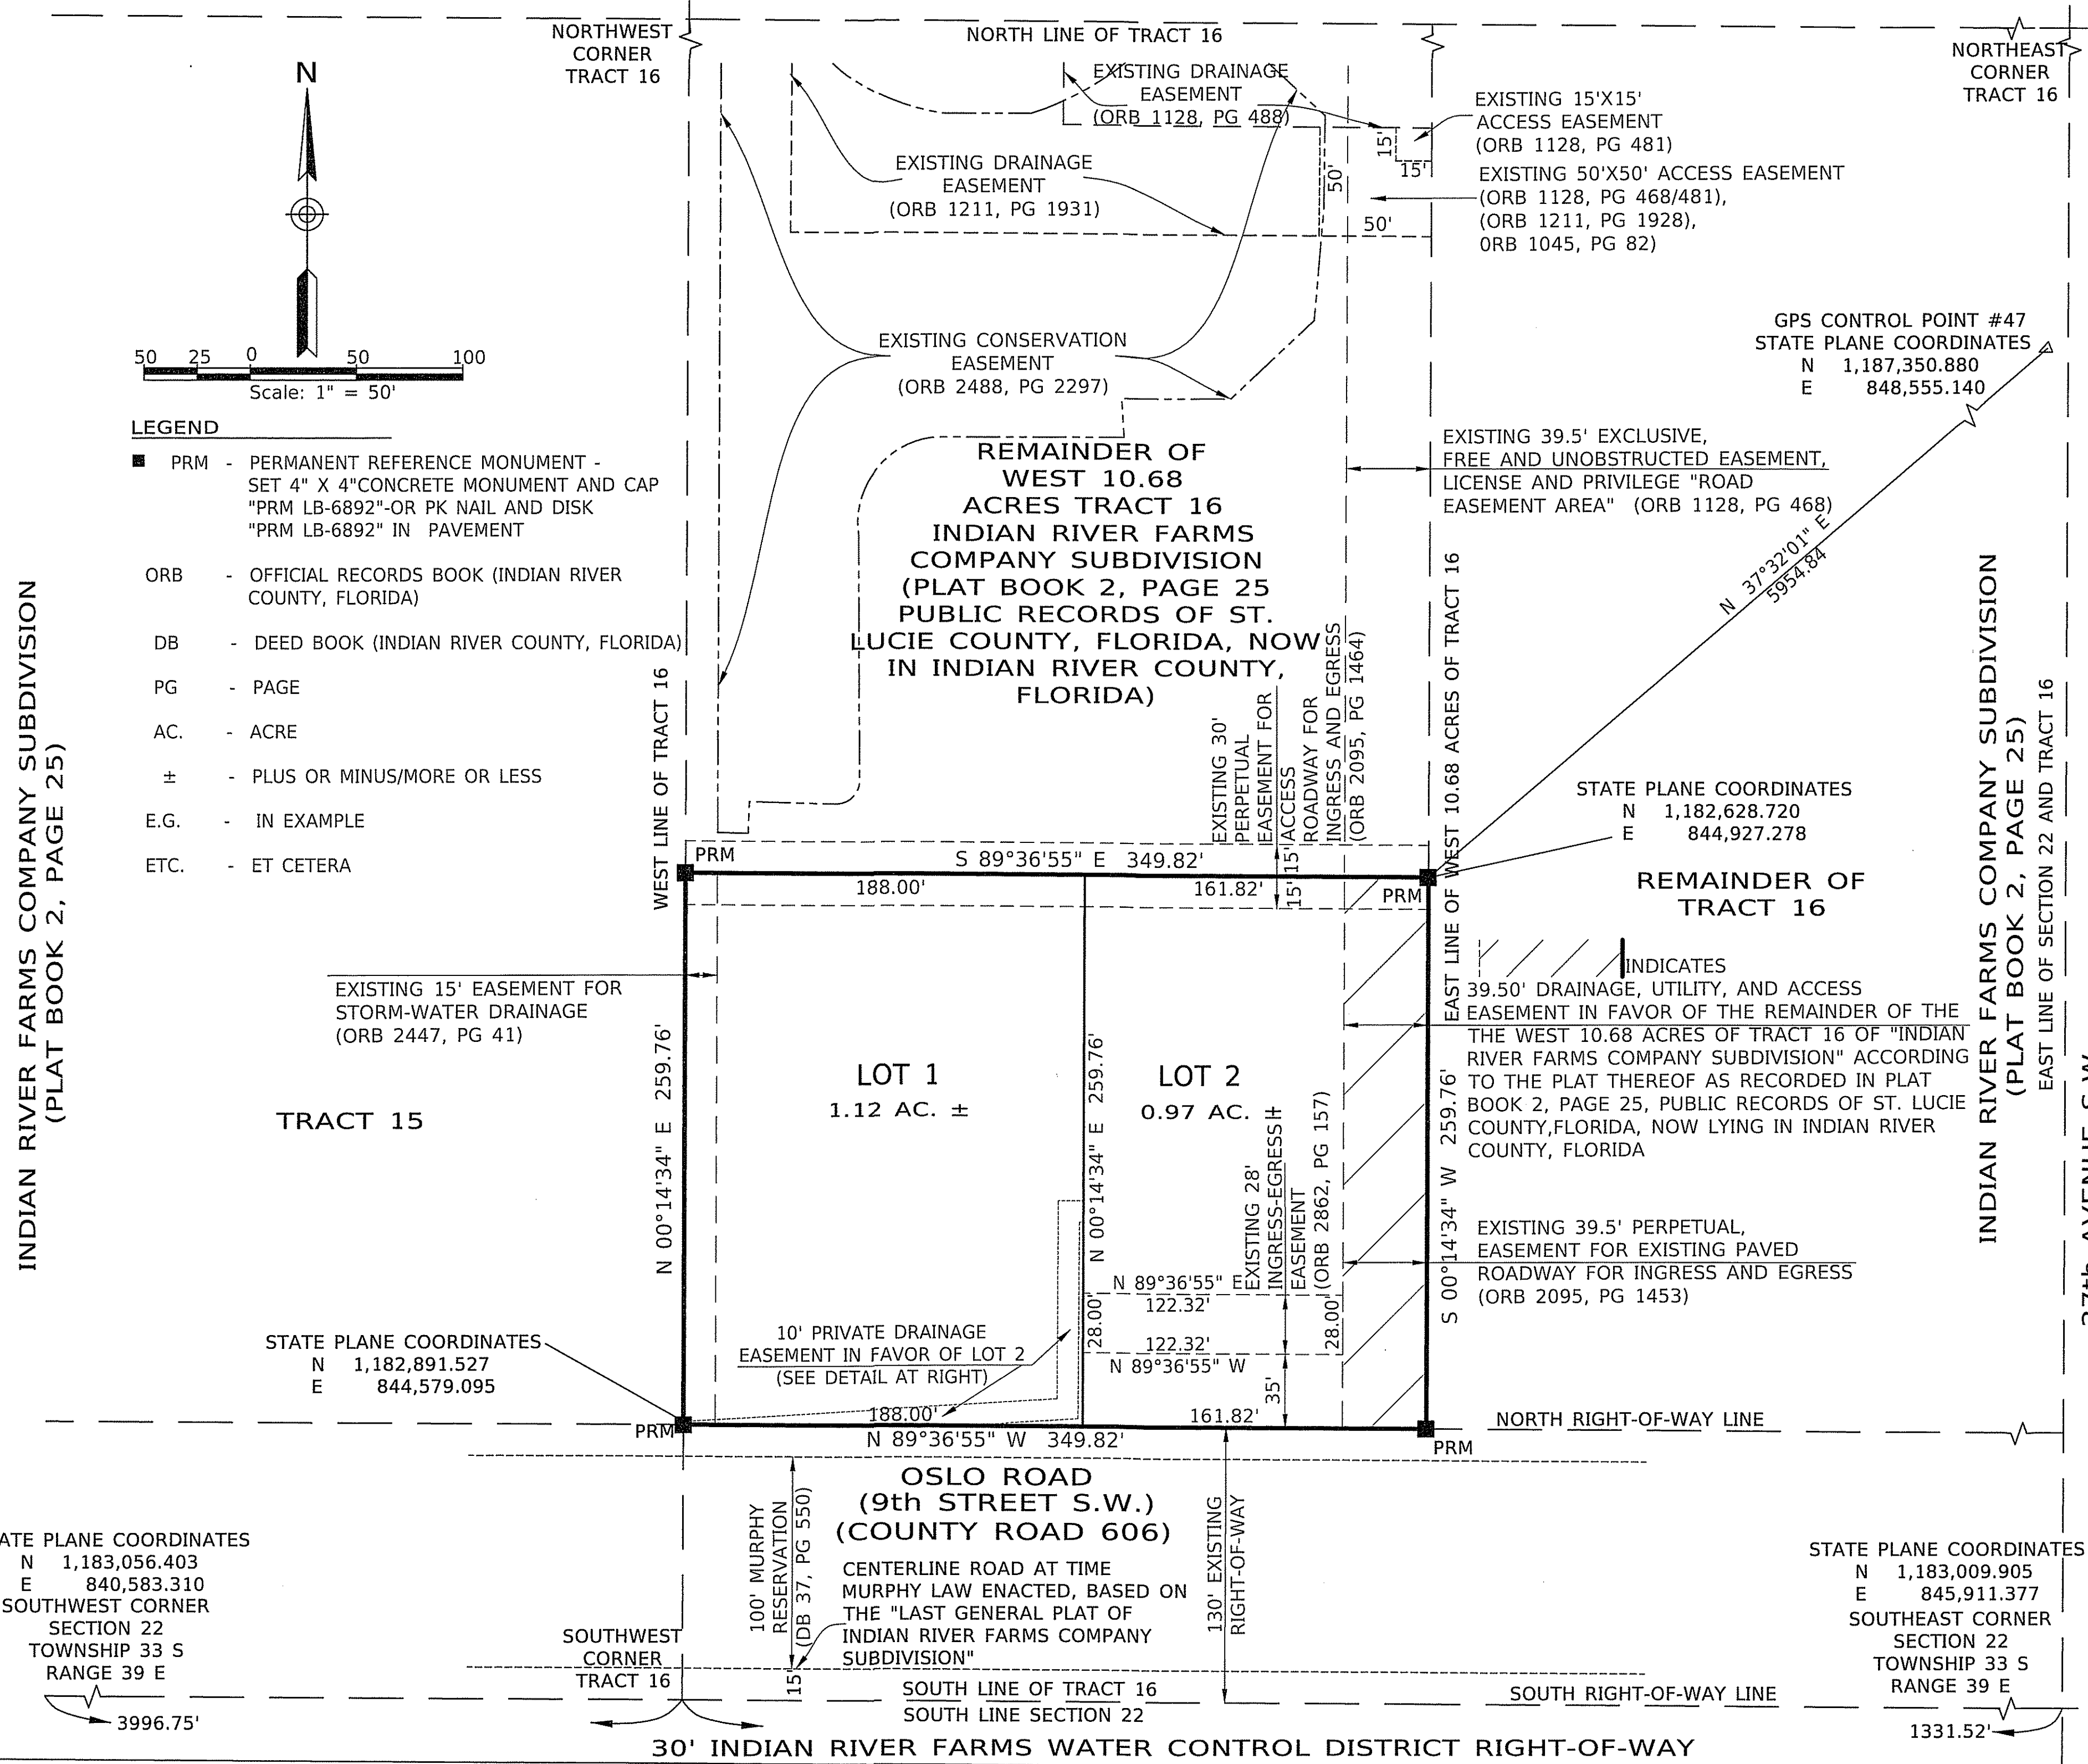 NORTHWEST
CORNER
TRACT 16
NORTH LINE OF TRACT 16
NORTHEAST
CORNER
TRACT 16
N
50 25 0 50 100
Scale: 1" = 50'
EXISTING DRAINAGE
EASEMENT
(ORB 1128, PG 488)
EXISTING 15'X15'
ACCESS EASEMENT
(ORB 1128, PG 481)
15'
15'
EXISTING DRAINAGE
EASEMENT
(ORB 1211, PG 1931)
50'
50'
EXISTING 50'X50' ACCESS EASEMENT
(ORB 1128, PG 468/481),
(ORB 1211, PG 1928),
0RB 1045, PG 82)
GPS CONTROL POINT #47
STATE PLANE COORDINATES
N 1,187,350.880
E 848,555.140
EXISTING CONSERVATION
EASEMENT
(ORB 2488, PG 2297)
LEGEND
PRM - PERMANENT REFERENCE MONUMENT -
SET 4" X 4"CONCRETE MONUMENT AND CAP
"PRM LB-6892"-OR PK NAIL AND DISK
"PRM LB-6892" IN PAVEMENT
ORB - OFFICIAL RECORDS BOOK (INDIAN RIVER
COUNTY, FLORIDA)
DB - DEED BOOK (INDIAN RIVER COUNTY, FLORIDA)
PG - PAGE
AC. - ACRE
± - PLUS OR MINUS/MORE OR LESS
E.G. - IN EXAMPLE
ETC. - ET CETERA
REMAINDER OF
WEST 10.68
ACRES TRACT 16
INDIAN RIVER FARMS
COMPANY SUBDIVISION
(PLAT BOOK 2, PAGE 25
PUBLIC RECORDS OF ST.
LUCIE COUNTY, FLORIDA, NOW
IN INDIAN RIVER COUNTY,
FLORIDA)
EXISTING 39.5' EXCLUSIVE,
FREE AND UNOBSTRUCTED EASEMENT,
LICENSE AND PRIVILEGE "ROAD
EASEMENT AREA" (ORB 1128, PG 468)
N 37°32'01" E
5954.84
INDIAN RIVER FARMS COMPANY SUBDIVISION
(PLAT BOOK 2, PAGE 25)
WEST LINE OF TRACT 16
EXISTING 30'
PERPETUAL
EASEMENT FOR
ACCESS
ROADWAY FOR
INGRESS AND EGRESS
(ORB 2095, PG 1464)
EAST LINE OF WEST 10.68 ACRES OF TRACT 16
INDIAN RIVER FARMS COMPANY SUBDIVISION
(PLAT BOOK 2, PAGE 25)
EAST LINE OF SECTION 22 AND TRACT 16
37th AVENUE S.W.
STATE PLANE COORDINATES
N 1,182,628.720
E 844,927.278
PRM
S 89°36'55" E 349.82'
188.00'
161.82'
15'
15'
PRM
REMAINDER OF
TRACT 16
EXISTING 15' EASEMENT FOR
STORM-WATER DRAINAGE
(ORB 2447, PG 41)
TRACT 15
N 00°14'34" E 259.76'
LOT 1
1.12 AC. ±
N 00°14'34" E 259.76'
LOT 2
0.97 AC. ±
S 00°14'34" W 259.76'
INDICATES
39.50' DRAINAGE, UTILITY, AND ACCESS
EASEMENT IN FAVOR OF THE REMAINDER OF THE
THE WEST 10.68 ACRES OF TRACT 16 OF "INDIAN
RIVER FARMS COMPANY SUBDIVISION" ACCORDING
TO THE PLAT THEREOF AS RECORDED IN PLAT
BOOK 2, PAGE 25, PUBLIC RECORDS OF ST. LUCIE
COUNTY,FLORIDA, NOW LYING IN INDIAN RIVER
COUNTY, FLORIDA
EXISTING 28'
INGRESS-EGRESS
EASEMENT
(ORB 2862, PG 157)
EXISTING 39.5' PERPETUAL,
EASEMENT FOR EXISTING PAVED
ROADWAY FOR INGRESS AND EGRESS
(ORB 2095, PG 1453)
N 89°36'55" E
122.32'
28.00'
28.00'
122.32'
N 89°36'55" W
35'
10' PRIVATE DRAINAGE
EASEMENT IN FAVOR OF LOT 2
(SEE DETAIL AT RIGHT)
STATE PLANE COORDINATES
N 1,182,891.527
E 844,579.095
188.00'
161.82'
PRM
N 89°36'55" W 349.82'
PRM
NORTH RIGHT-OF-WAY LINE
OSLO ROAD
(9th STREET S.W.)
(COUNTY ROAD 606)
100' MURPHY
RESERVATION
(DB 37, PG 550)
15'
CENTERLINE ROAD AT TIME
MURPHY LAW ENACTED, BASED ON
THE "LAST GENERAL PLAT OF
INDIAN RIVER FARMS COMPANY
SUBDIVISION"
130' EXISTING
RIGHT-OF-WAY
ATE PLANE COORDINATES
N 1,183,056.403
E 840,583.310
SOUTHWEST CORNER
SECTION 22
TOWNSHIP 33 S
RANGE 39 E
3996.75'
SOUTHWEST
CORNER
TRACT 16
SOUTH LINE OF TRACT 16
SOUTH LINE SECTION 22
SOUTH RIGHT-OF-WAY LINE
STATE PLANE COORDINATES
N 1,183,009.905
E 845,911.377
SOUTHEAST CORNER
SECTION 22
TOWNSHIP 33 S
RANGE 39 E
1331.52'
30' INDIAN RIVER FARMS WATER CONTROL DISTRICT RIGHT-OF-WAY